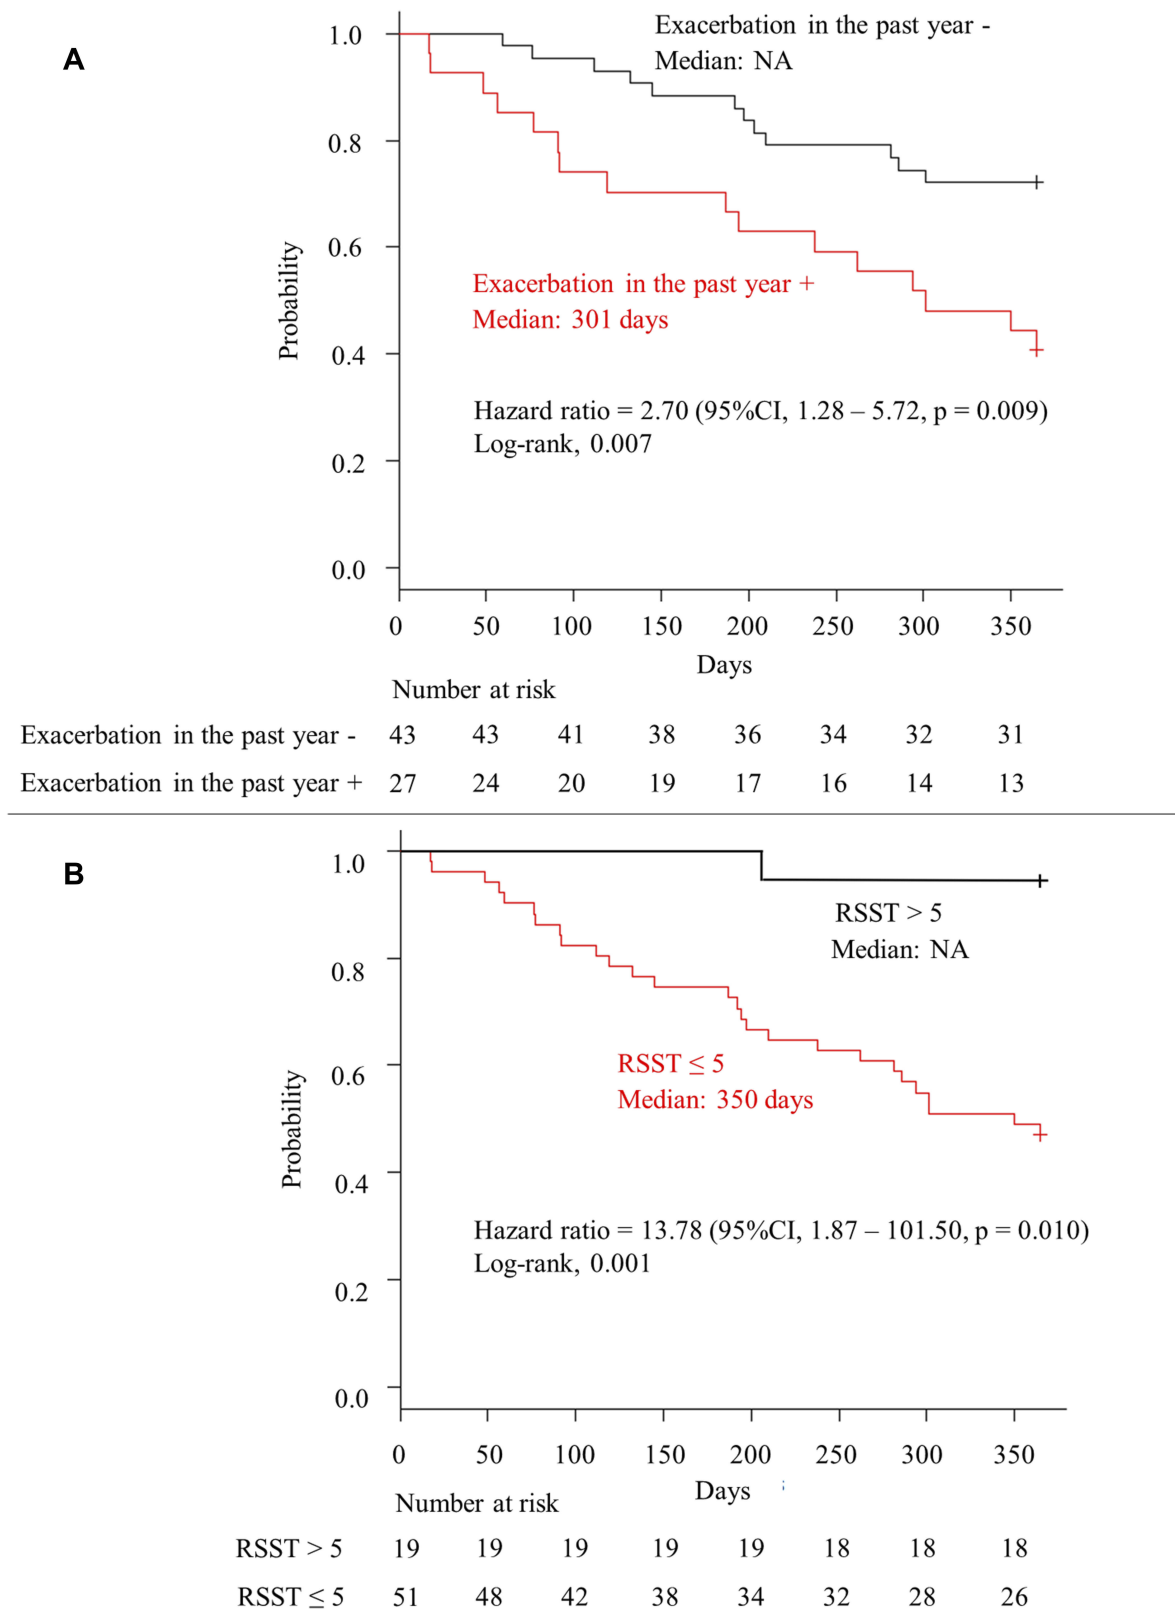 A
Exacerbation in the past year -
Median: NA
1.0
0.8
0.6
0.4
0.2
0.0
Probability
Exacerbation in the past year +
Median: 301 days
Hazard ratio = 2.70 (95%CI, 1.28 – 5.72, p = 0.009)
Log-rank, 0.007
0 50 100 150 200 250 300 350
Days
Number at risk
Exacerbation in the past year - 43 43 41 38 36 34 32 31
Exacerbation in the past year + 27 24 20 19 17 16 14 13
B
1.0
0.8
0.6
0.4
0.2
0.0
Probability
RSST > 5
Median: NA
RSST ≤ 5
Median: 350 days
Hazard ratio = 13.78 (95%CI, 1.87 – 101.50, p = 0.010)
Log-rank, 0.001
0 50 100 150 200 250 300 350
Days
Number at risk
RSST > 5 19 19 19 19 19 18 18 18
RSST ≤ 5 51 48 42 38 34 32 28 26